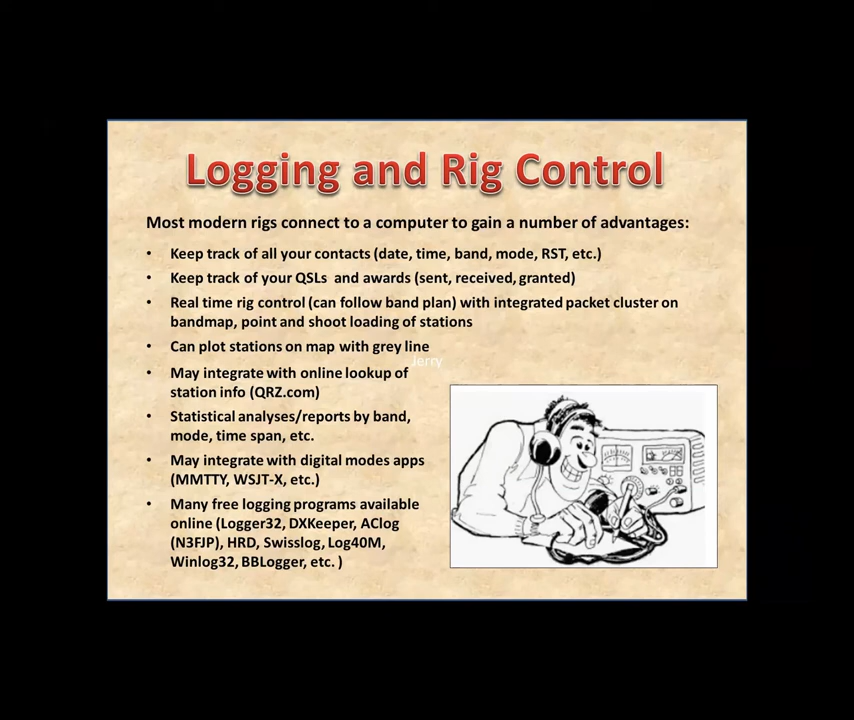 Logging and Rig Control
Most modern rigs connect to a computer to gain a number of advantages:
• Keep track of all your contacts (date, time, band, mode, RST, etc.)
• Keep track of your QSLs and awards (sent, received, granted)
• Real time rig control (can follow band plan) with integrated packet cluster on
bandmap, point and shoot loading of stations
• Can plot stations on map with grey line
Jerry
• May integrate with online lookup of
station info (QRZ.com)
• Statistical analyses/reports by band,
mode, time span, etc.
• May integrate with digital modes apps
(MMTTY, WSJT-X, etc.)
• Many free logging programs available
online (Logger32, DXKeeper, AClog
(N3FJP), HRD, Swisslog, Log40M,
Winlog32, BBLogger, etc. )